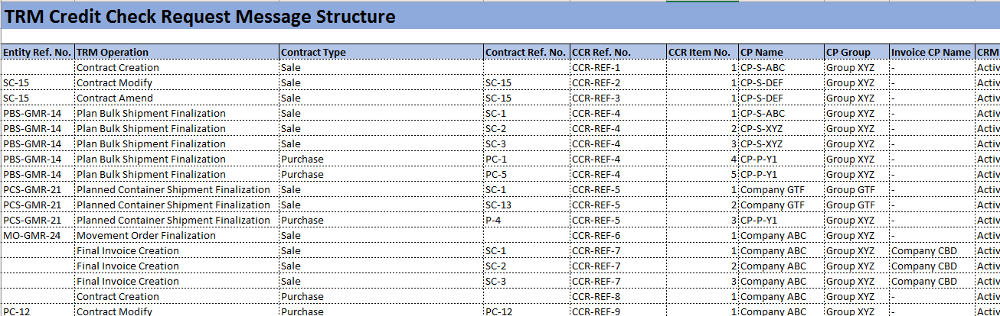 TRM Credit Check Request Message Structure
Entity Ref. No. TRM Operation Contract Type Contract Ref. No. CCR Ref. No. CCR Item No. CP Name CP Group Invoice CP Name CRM
Contract Creation Sale CCR-REF-1 1 CP-S-ABC Group XYZ - Activ
SC-15 Contract Modify Sale SC-15 CCR-REF-2 1 CP-S-DEF Group XYZ - Activ
SC-15 Contract Amend Sale SC-15 CCR-REF-3 1 CP-S-DEF Group XYZ - Activ
PBS-GMR-14 Plan Bulk Shipment Finalization Sale SC-1 CCR-REF-4 1 CP-S-ABC Group XYZ - Activ
PBS-GMR-14 Plan Bulk Shipment Finalization Sale SC-2 CCR-REF-4 2 CP-S-XYZ Group XYZ - Activ
PBS-GMR-14 Plan Bulk Shipment Finalization Sale SC-3 CCR-REF-4 3 CP-S-XYZ Group XYZ - Activ
PBS-GMR-14 Plan Bulk Shipment Finalization Purchase PC-1 CCR-REF-4 4 CP-P-Y1 Group XYZ - Activ
PBS-GMR-14 Plan Bulk Shipment Finalization Purchase PC-5 CCR-REF-4 5 CP-P-Y1 Group XYZ - Activ
PCS-GMR-21 Planned Container Shipment Finalization Sale SC-1 CCR-REF-5 1 Company GTF Group GTF - Activ
PCS-GMR-21 Planned Container Shipment Finalization Sale SC-13 CCR-REF-5 2 Company GTF Group GTF - Activ
PCS-GMR-21 Planned Container Shipment Finalization Purchase P-4 CCR-REF-5 3 CP-P-Y1 Group XYZ - Activ
MO-GMR-24 Movement Order Finalization Sale CCR-REF-6 1 Company ABC Group XYZ - Activ
Final Invoice Creation Sale SC-1 CCR-REF-7 1 Company ABC Group XYZ Company CBD Activ
Final Invoice Creation Sale SC-2 CCR-REF-7 2 Company ABC Group XYZ Company CBD Activ
Final Invoice Creation Sale SC-3 CCR-REF-7 3 Company ABC Group XYZ Company CBD Activ
Contract Creation Purchase CCR-REF-8 1 Company ABC Group XYZ - Activ
PC-12 Contract Modify Purchase PC-12 CCR-REF-9 1 Company ABC Group XYZ - Activ